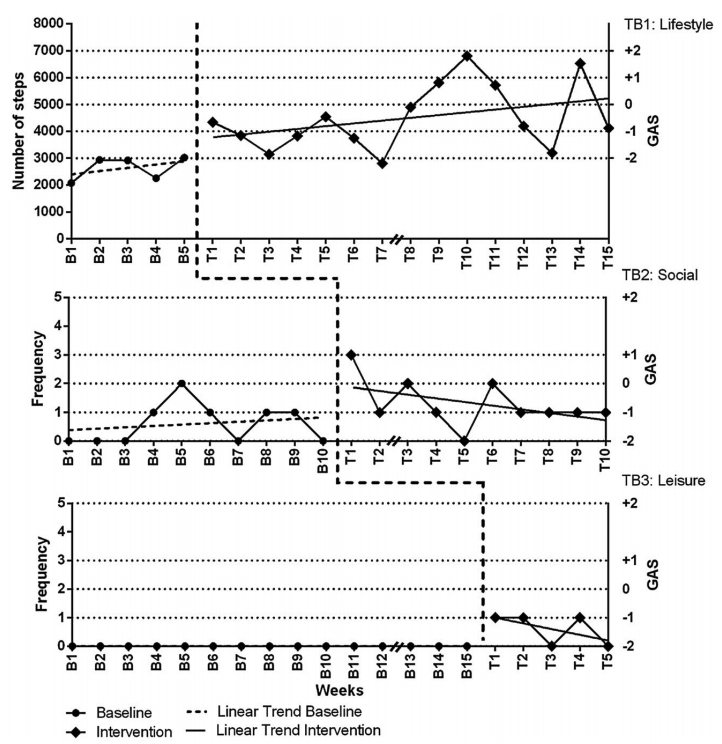 TB1: Lifestyle
8000
7000
6000
5000
4000
3000
2000
1000
0
Number of steps
+2
+1
0
-1
-2
GAS
B1 B2 B3 B4 B5 T1 T2 T3 T4 T5 T6 T7 T8 T9 T10 T11 T12 T13 T14 T15
TB2: Social
5
4
3
2
1
0
Frequency
+2
+1
0
-1
-2
GAS
B1 B2 B3 B4 B5 B6 B7 B8 B9 B10 T1 T2 T3 T4 T5 T6 T7 T8 T9 T10
TB3: Leisure
5
4
3
2
1
0
Frequency
+2
+1
0
-1
-2
GAS
B1 B2 B3 B4 B5 B6 B7 B8 B9 B10 B11 B12 B13 B14 B15 T1 T2 T3 T4 T5
Weeks
Baseline
Linear Trend Baseline
Intervention
Linear Trend Intervention